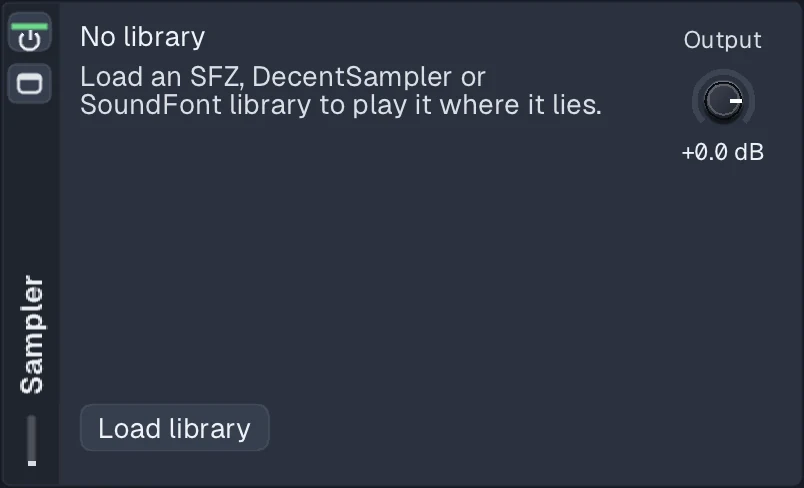 No library
Load an SFZ, DecentSampler or
SoundFont library to play it where it lies.
Output
+0.0 dB
Sampler
Load library